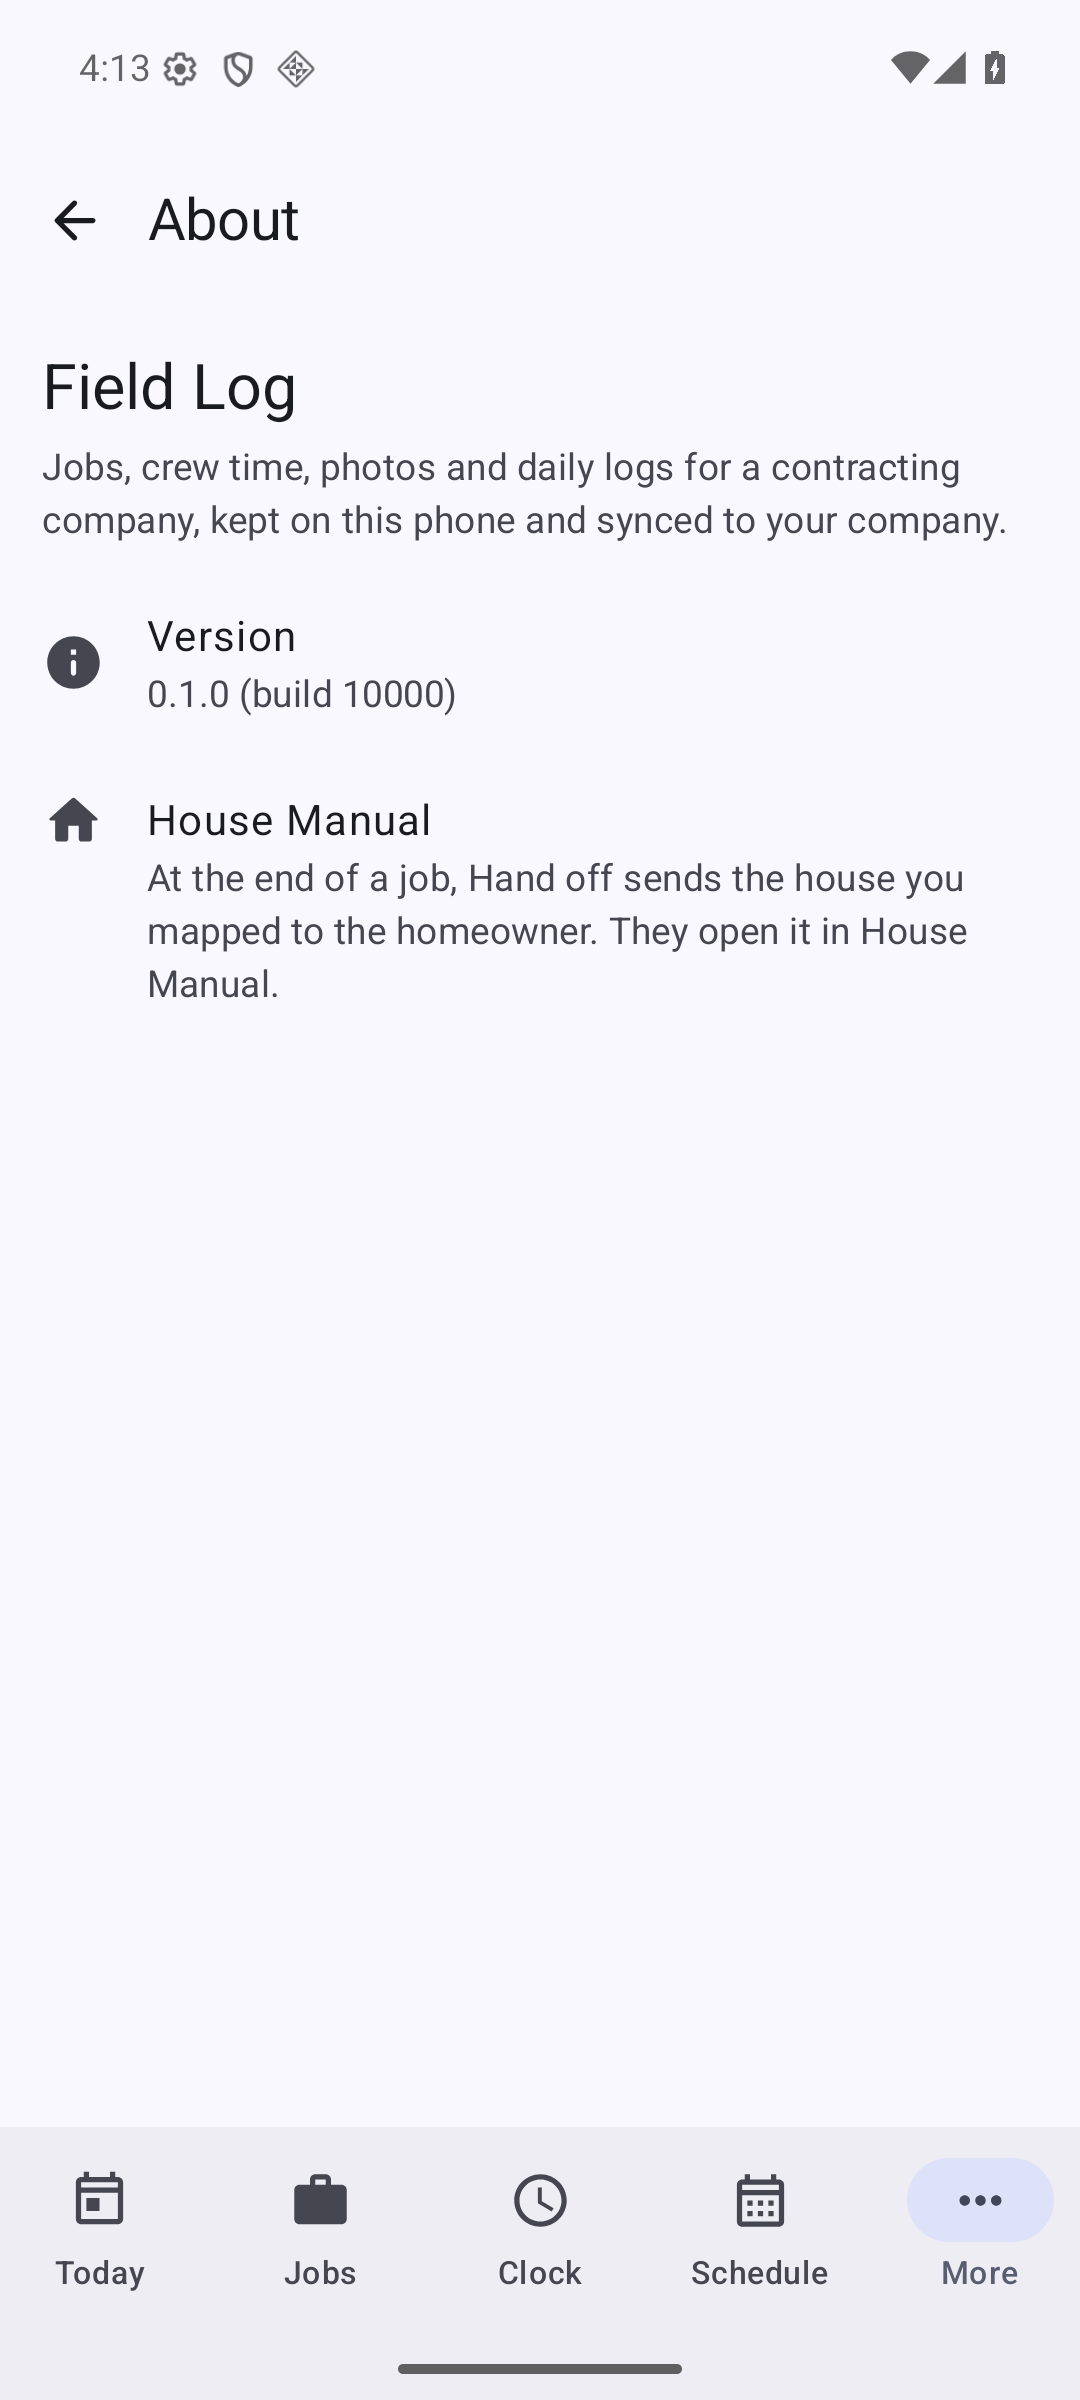 4:13
About
Field Log
Jobs, crew time, photos and daily logs for a contracting
company, kept on this phone and synced to your company.
Version
0.1.0 (build 10000)
House Manual
At the end of a job, Hand off sends the house you
mapped to the homeowner. They open it in House
Manual.
Today
Jobs
Clock
Schedule
More